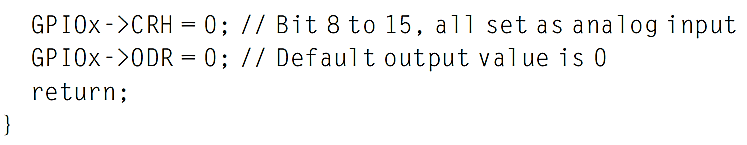 GPIOx->CRH = 0; // Bit 8 to 15, all set as analog input
GPIOx->ODR = 0; // Default output value is 0
return;
}